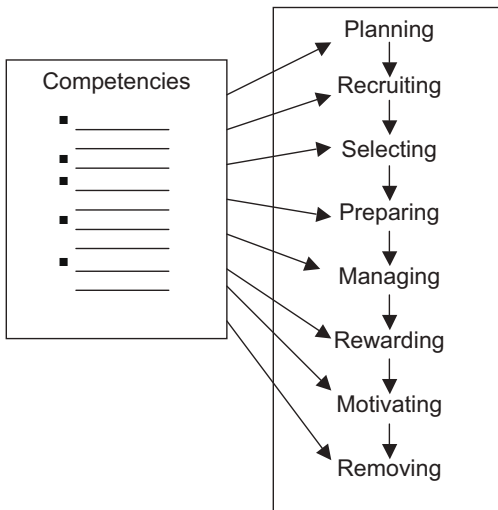 Competencies
Planning
Recruiting
Selecting
Preparing
Managing
Rewarding
Motivating
Removing